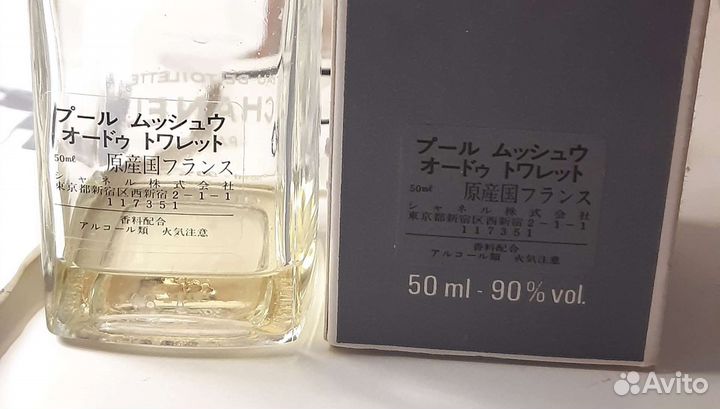 EAU DE TOILETTE
CHANEL
プール ムッシュウ
オードゥ トワレット
50ml 原産国フランス
シャネル株式会社
東京都新宿区西新宿2-1-1
117351
香料配合
アルコール類 火気注意
プール ムッシュウ
オードゥ トワレット
50ml 原産国フランス
シャネル株式会社
東京都新宿区西新宿2-1-1
117351
香料配合
アルコール類 火気注意
50 ml - 90% vol.
Avito